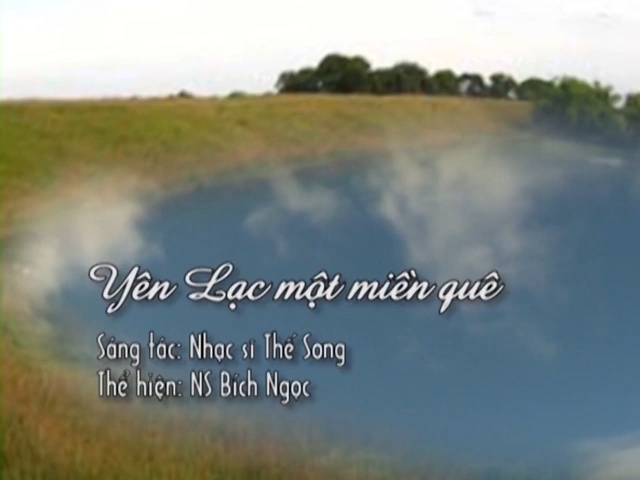 Yên Lạc một miền quê
Sáng tác: Nhạc sĩ Thế Song
Thể hiện: NS Bích Ngọc